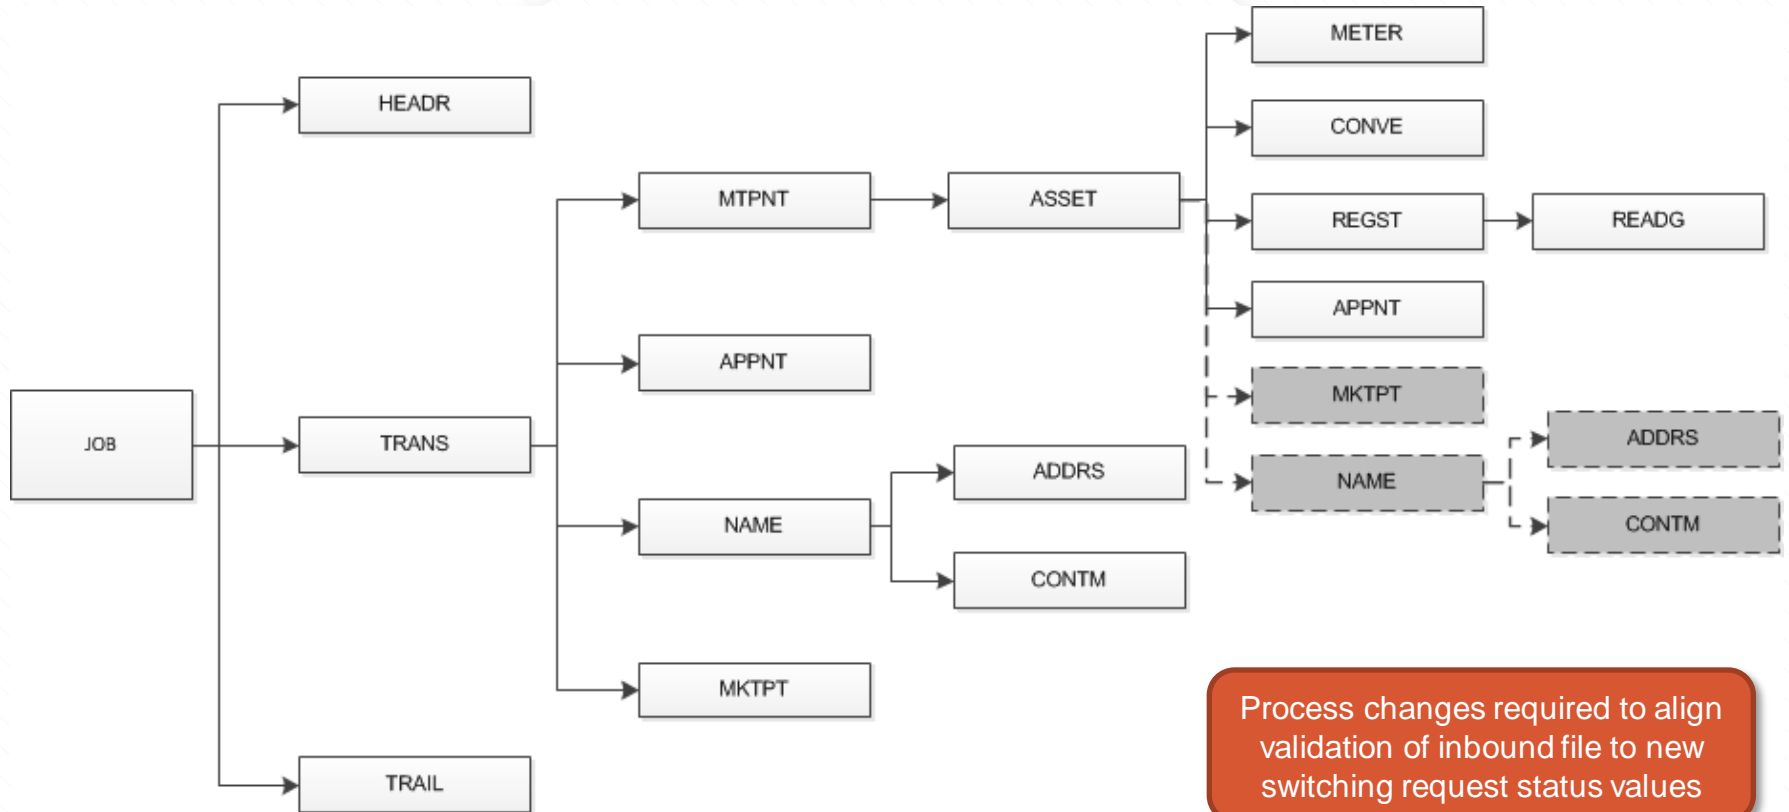 METER
HEADR
CONVE
MTPNT
ASSET
REGST
READG
APPNT
APPNT
MKTPT
JOB
TRANS
ADDRS
ADDRS
NAME
NAME
CONTM
CONTM
MKTPT
TRAIL
Process changes required to align
validation of inbound file to new
switching request status values